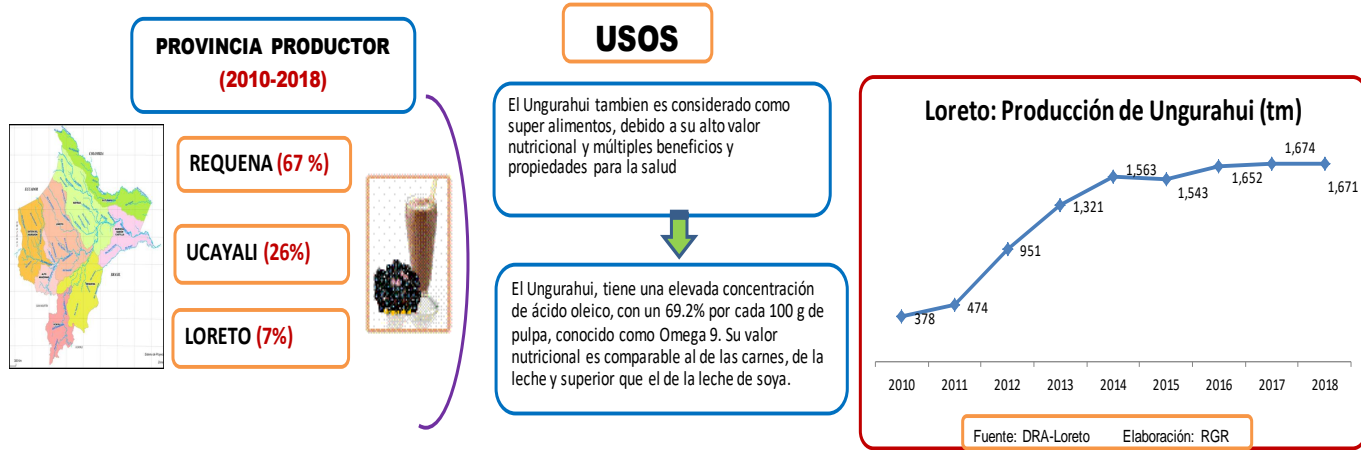 PROVINCIA PRODUCTOR
(2010-2018)
REQUENA (67 %)
UCAYALI (26%)
LORETO (7%)
USOS
El Ungurahui tambien es considerado como
super alimentos, debido a su alto valor
nutricional y múltiples beneficios y
propiedades para la salud
El Ungurahui, tiene una elevada concentración
de ácido oleico, con un 69.2% por cada 100 g de
pulpa, conocido como Omega 9. Su valor
nutricional es comparable al de las carnes, de la
leche y superior que el de la leche de soya.
Loreto: Producción de Ungurahui (tm)
378
474
951
1,321
1,563
1,543
1,652
1,674
1,671
2010 2011 2012 2013 2014 2015 2016 2017 2018
Fuente: DRA-Loreto Elaboración: RGR